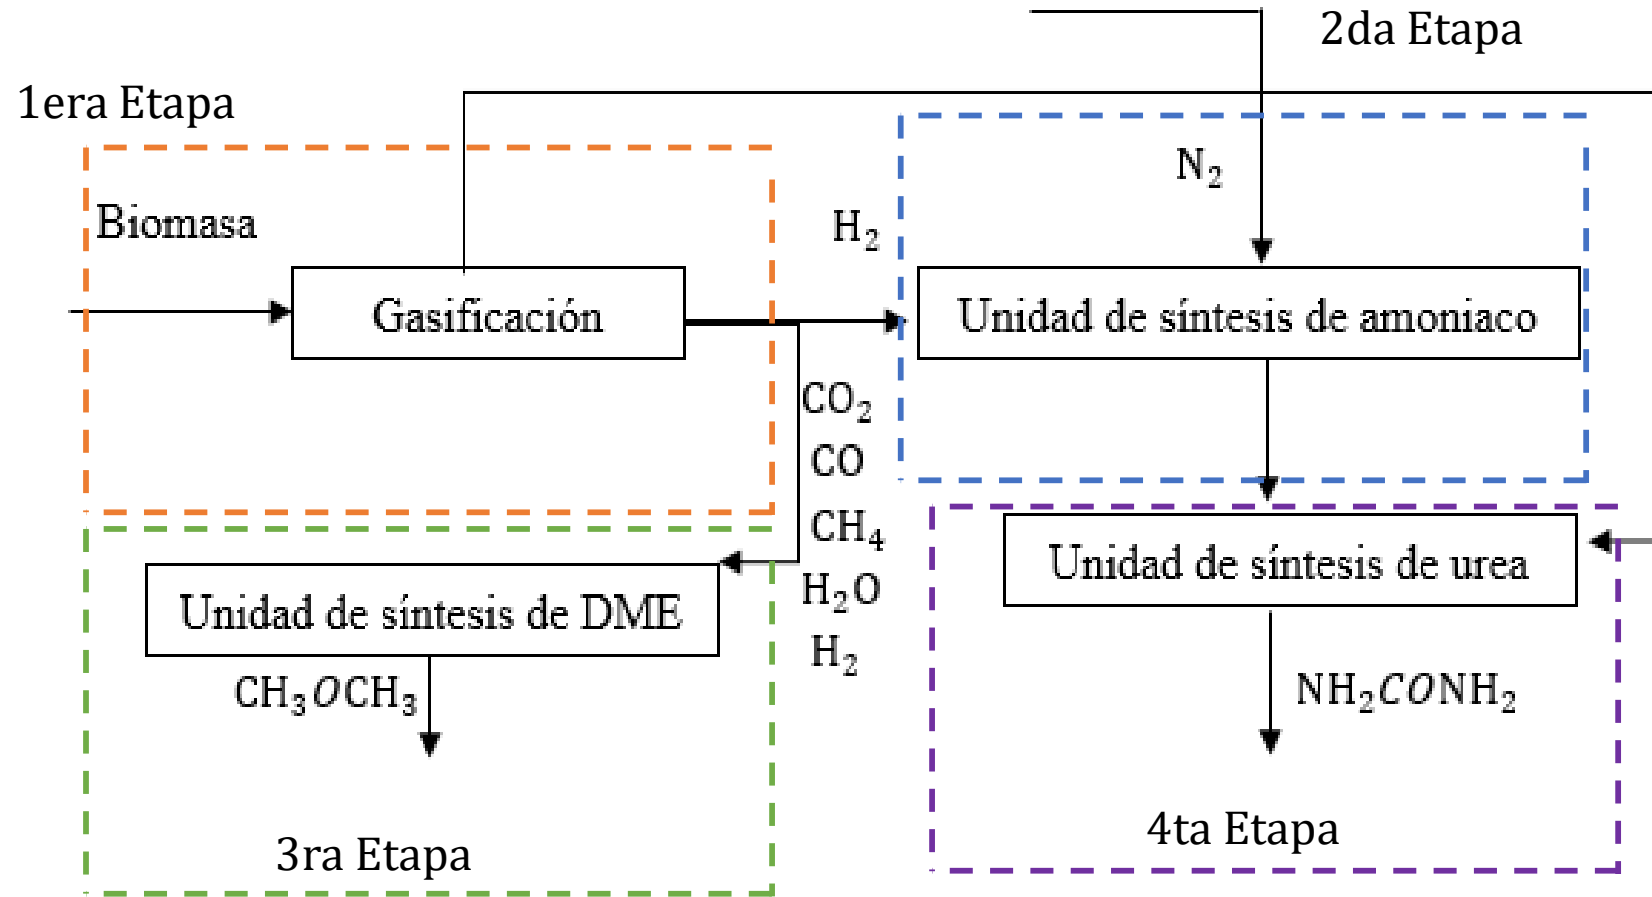 2da Etapa
1era Etapa
N₂
Biomasa
H₂
Gasificación
Unidad de síntesis de amoniaco
CO₂
CO
CH₄
H₂O
H₂
Unidad de síntesis de DME
CH₃OCH₃
Unidad de síntesis de urea
NH₂CONH₂
3ra Etapa
4ta Etapa